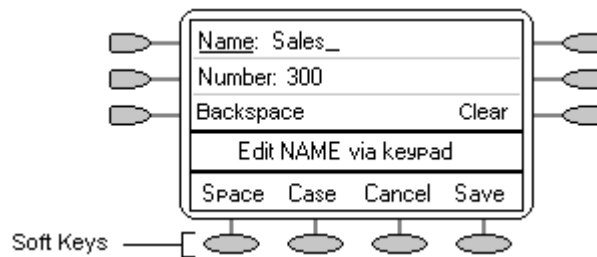 Name: Sales_
Number: 300
Backspace Clear
Edit NAME via keypad
Space Case Cancel Save
Soft Keys